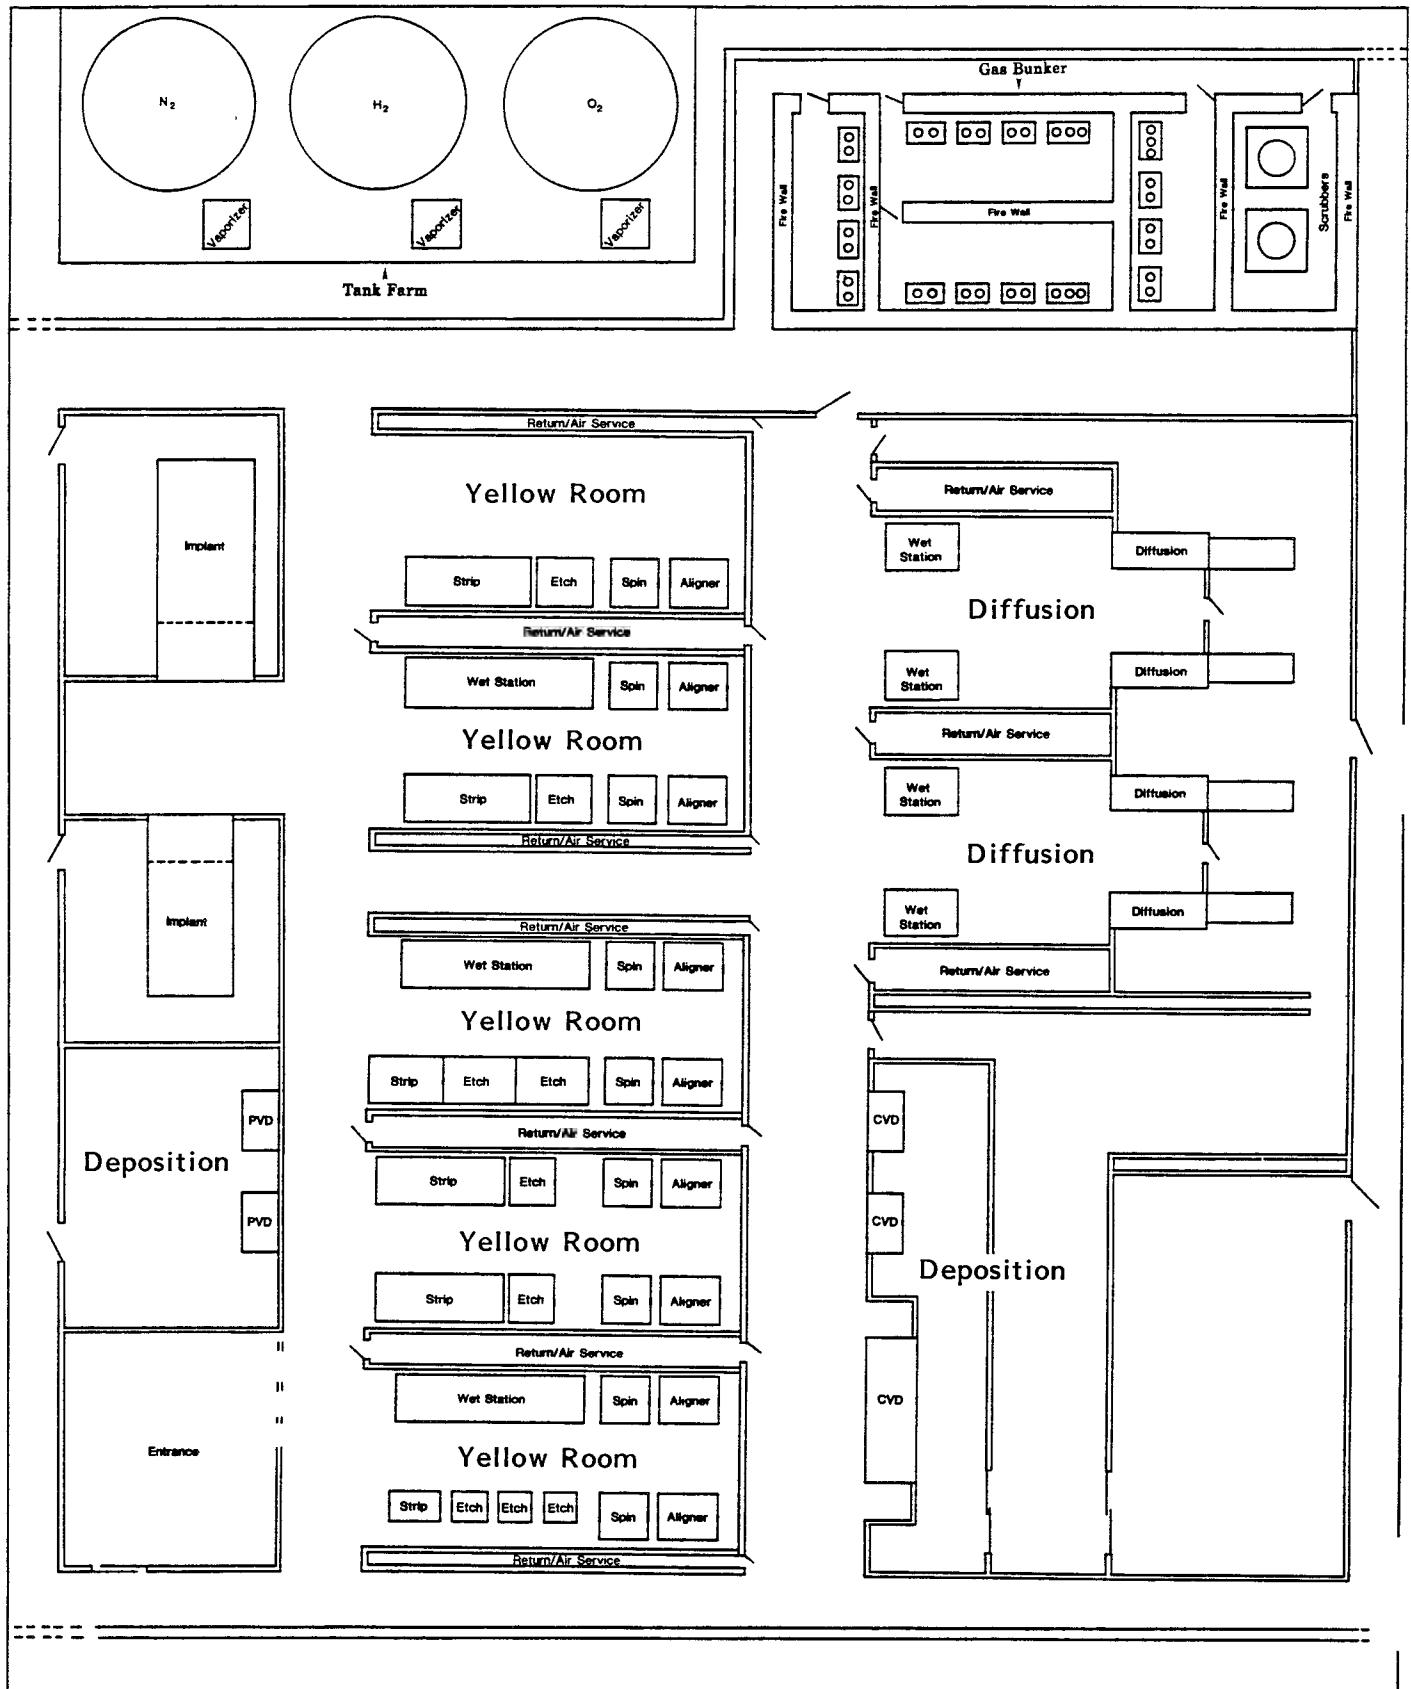 N2
H2
O2
Vaporizer
Vaporizer
Vaporizer
Tank Farm
Gas Bunker
Fire Wall
Fire Wall
Fire Wall
Fire Wall
Scrubbers
Fire Wall
Implant
Implant
PVD
Deposition
PVD
Entrance
Return/Air Service
Yellow Room
Strip
Etch
Spin
Aligner
Return/Air Service
Wet Station
Spin
Aligner
Yellow Room
Strip
Etch
Spin
Aligner
Return/Air Service
Return/Air Service
Wet Station
Spin
Aligner
Yellow Room
Strip
Etch
Etch
Spin
Aligner
Return/Air Service
Strip
Etch
Spin
Aligner
Yellow Room
Strip
Etch
Spin
Aligner
Return/Air Service
Wet Station
Spin
Aligner
Yellow Room
Strip
Etch
Etch
Etch
Spin
Aligner
Return/Air Service
Return/Air Service
Wet
Station
Diffusion
Diffusion
Wet
Station
Diffusion
Return/Air Service
Wet
Station
Diffusion
Diffusion
Wet
Station
Diffusion
Return/Air Service
CVD
CVD
Deposition
CVD